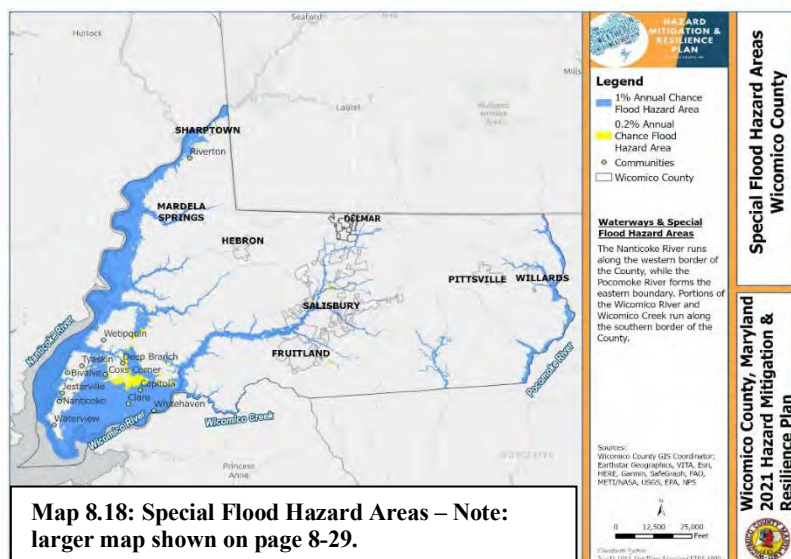 Hurlock
Seaford
Mills
Laurel
SHARPTOWN
Riverton
MARDELA
SPRINGS
HEBRON
DELMAR
PITTSVILLE
WILLARDS
SALISBURY
FRUITLAND
Wetipquin
Tyaskin
Deep Branch
Bivalve
Coxs Corner
Jesterville
Capitola
Nanticoke
Clara
Whitehaven
Waterview
Nanticoke River
Wicomico River
Wicomico Creek
Pocomoke River
Princess
Anne
WORCESTER
Map 8.18: Special Flood Hazard Areas – Note:
larger map shown on page 8-29.
HAZARD
MITIGATION &
RESILIENCE
PLAN
Legend
1% Annual Chance
Flood Hazard Area
0.2% Annual
Chance Flood
Hazard Area
Communities
Wicomico County
Waterways & Special
Flood Hazard Areas
The Nanticoke River runs
along the western border of
the County, while the
Pocomoke River forms the
eastern boundary. Portions of
the Wicomico River and
Wicomico Creek run along
the southern border of the
County.
Sources:
Wicomico County GIS Coordinator;
Earthstar Geographics, VITA, Esri,
HERE, Garmin, SafeGraph, FAO,
METI/NASA, USGS, EPA, NPS
N
0 12,500 25,000
Feet
Special Flood Hazard Areas
Wicomico County
Wicomico County, Maryland
2021 Hazard Mitigation &
Resilience Plan